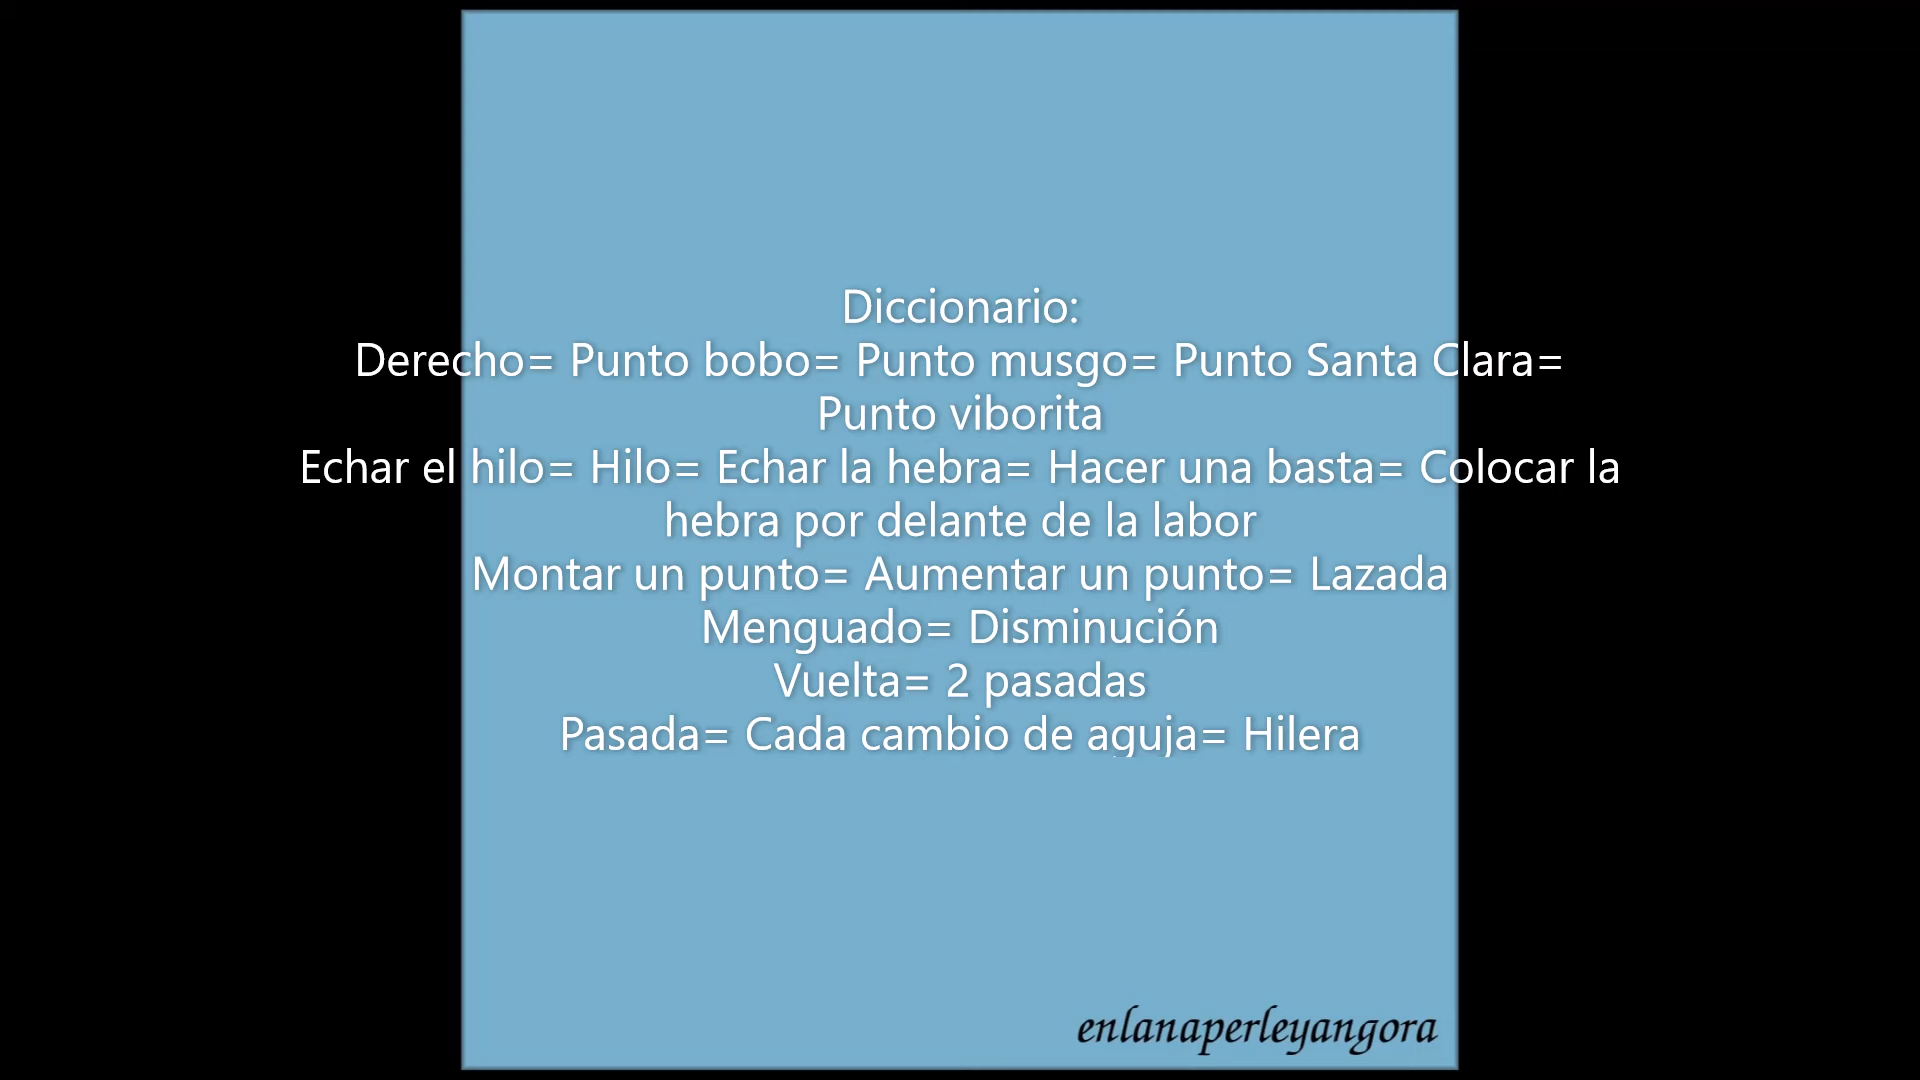 Diccionario:
Derecho= Punto bobo= Punto musgo= Punto Santa Clara=
Punto viborita
Echar el hilo= Hilo= Echar la hebra= Hacer una basta= Colocar la
hebra por delante de la labor
Montar un punto= Aumentar un punto= Lazada
Menguado= Disminución
Vuelta= 2 pasadas
Pasada= Cada cambio de aguja= Hilera
enlanaperleyangora